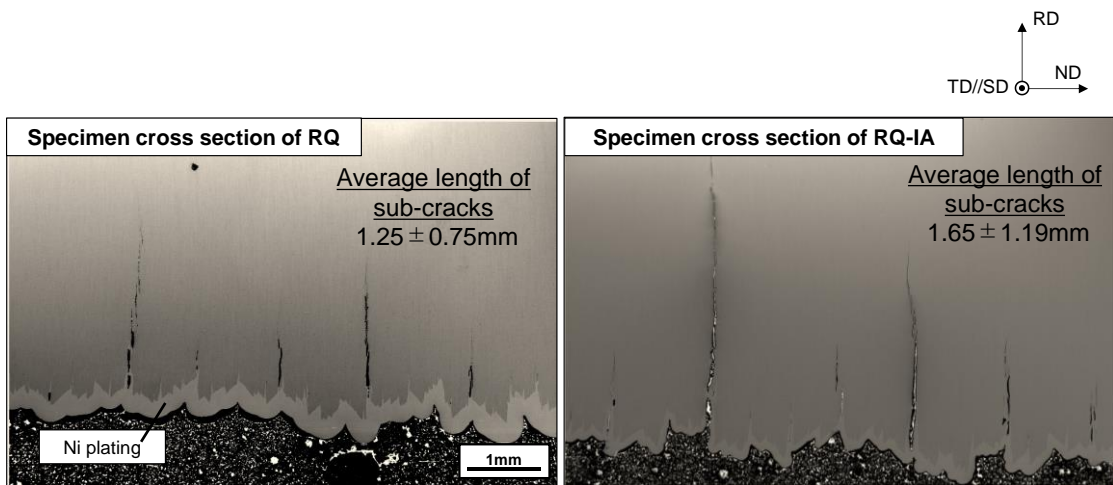 RD
TD//SD
ND
Specimen cross section of RQ
Average length of
sub-cracks
1.25±0.75mm
Ni plating
1mm
Specimen cross section of RQ-IA
Average length of
sub-cracks
1.65±1.19mm